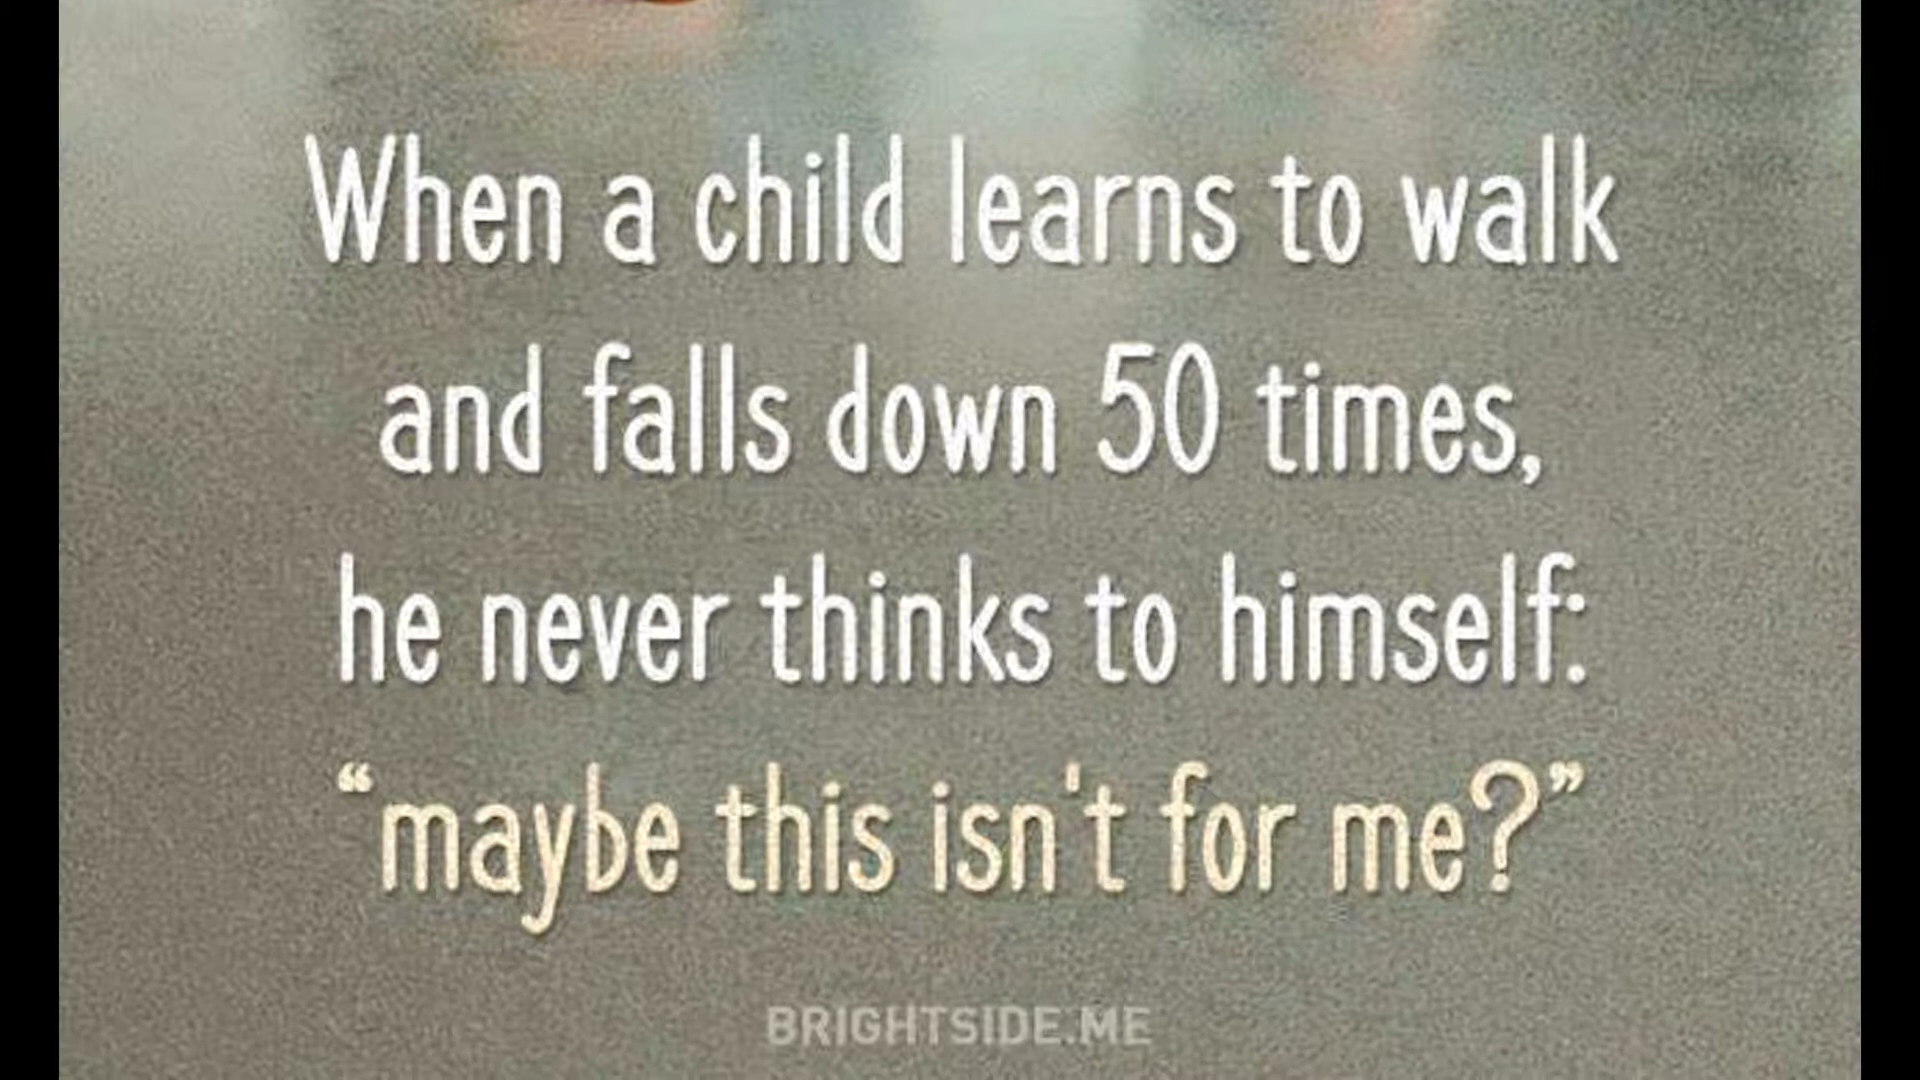 When a child learns to walk
and falls down 50 times,
he never thinks to himself:
“maybe this isn't for me?”
BRIGHTSIDE.ME